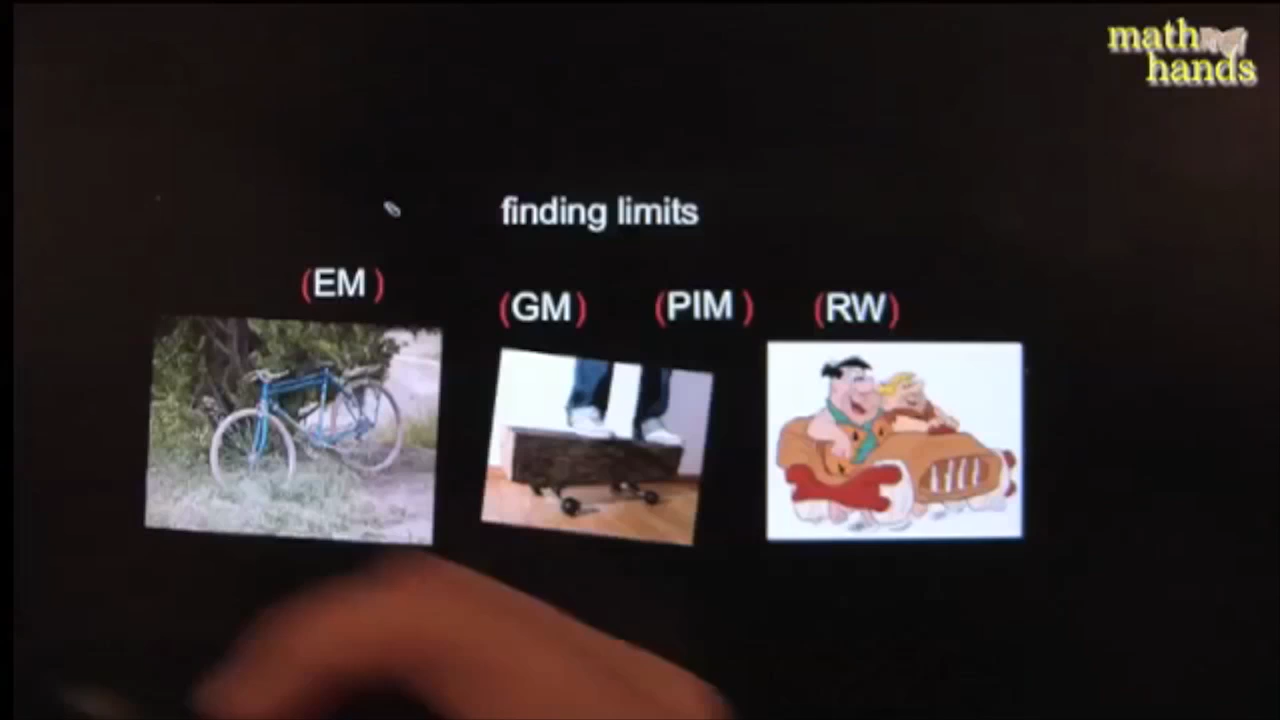 math
hands
finding limits
(EM )
(GM) (PIM ) (RW)